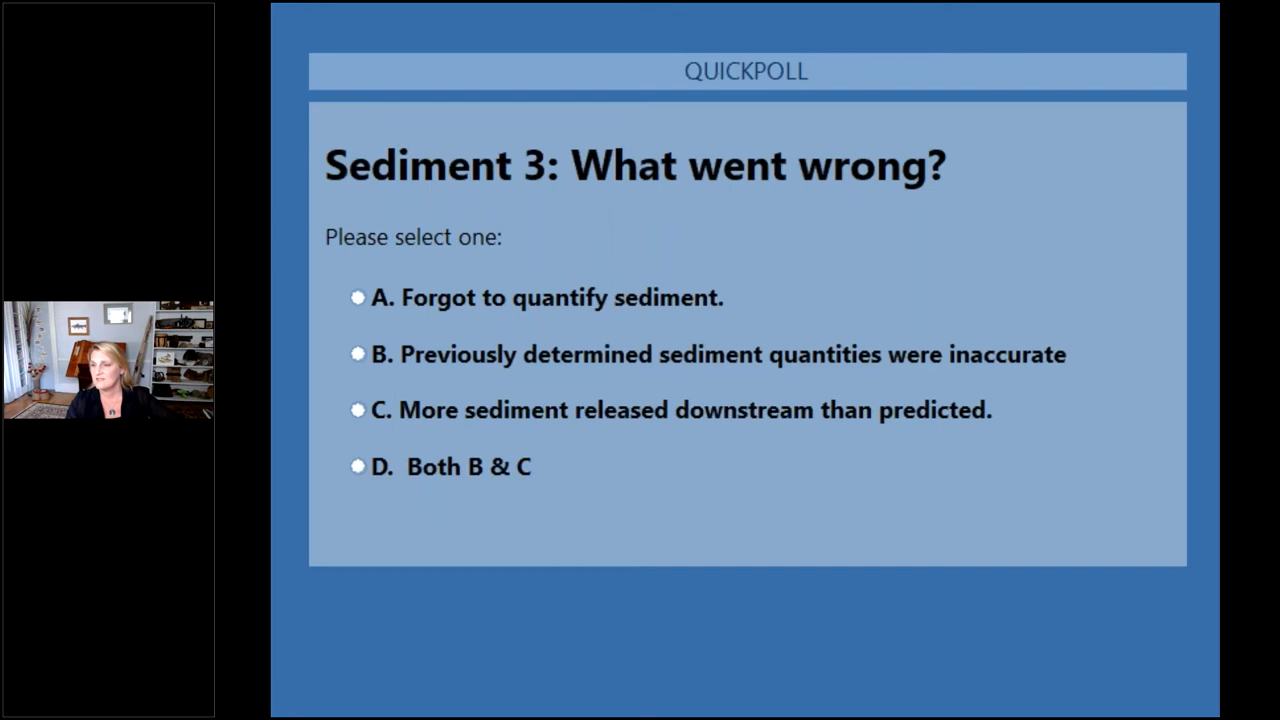 QUICKPOLL
Sediment 3: What went wrong?
Please select one:
A. Forgot to quantify sediment.
B. Previously determined sediment quantities were inaccurate
C. More sediment released downstream than predicted.
D. Both B & C